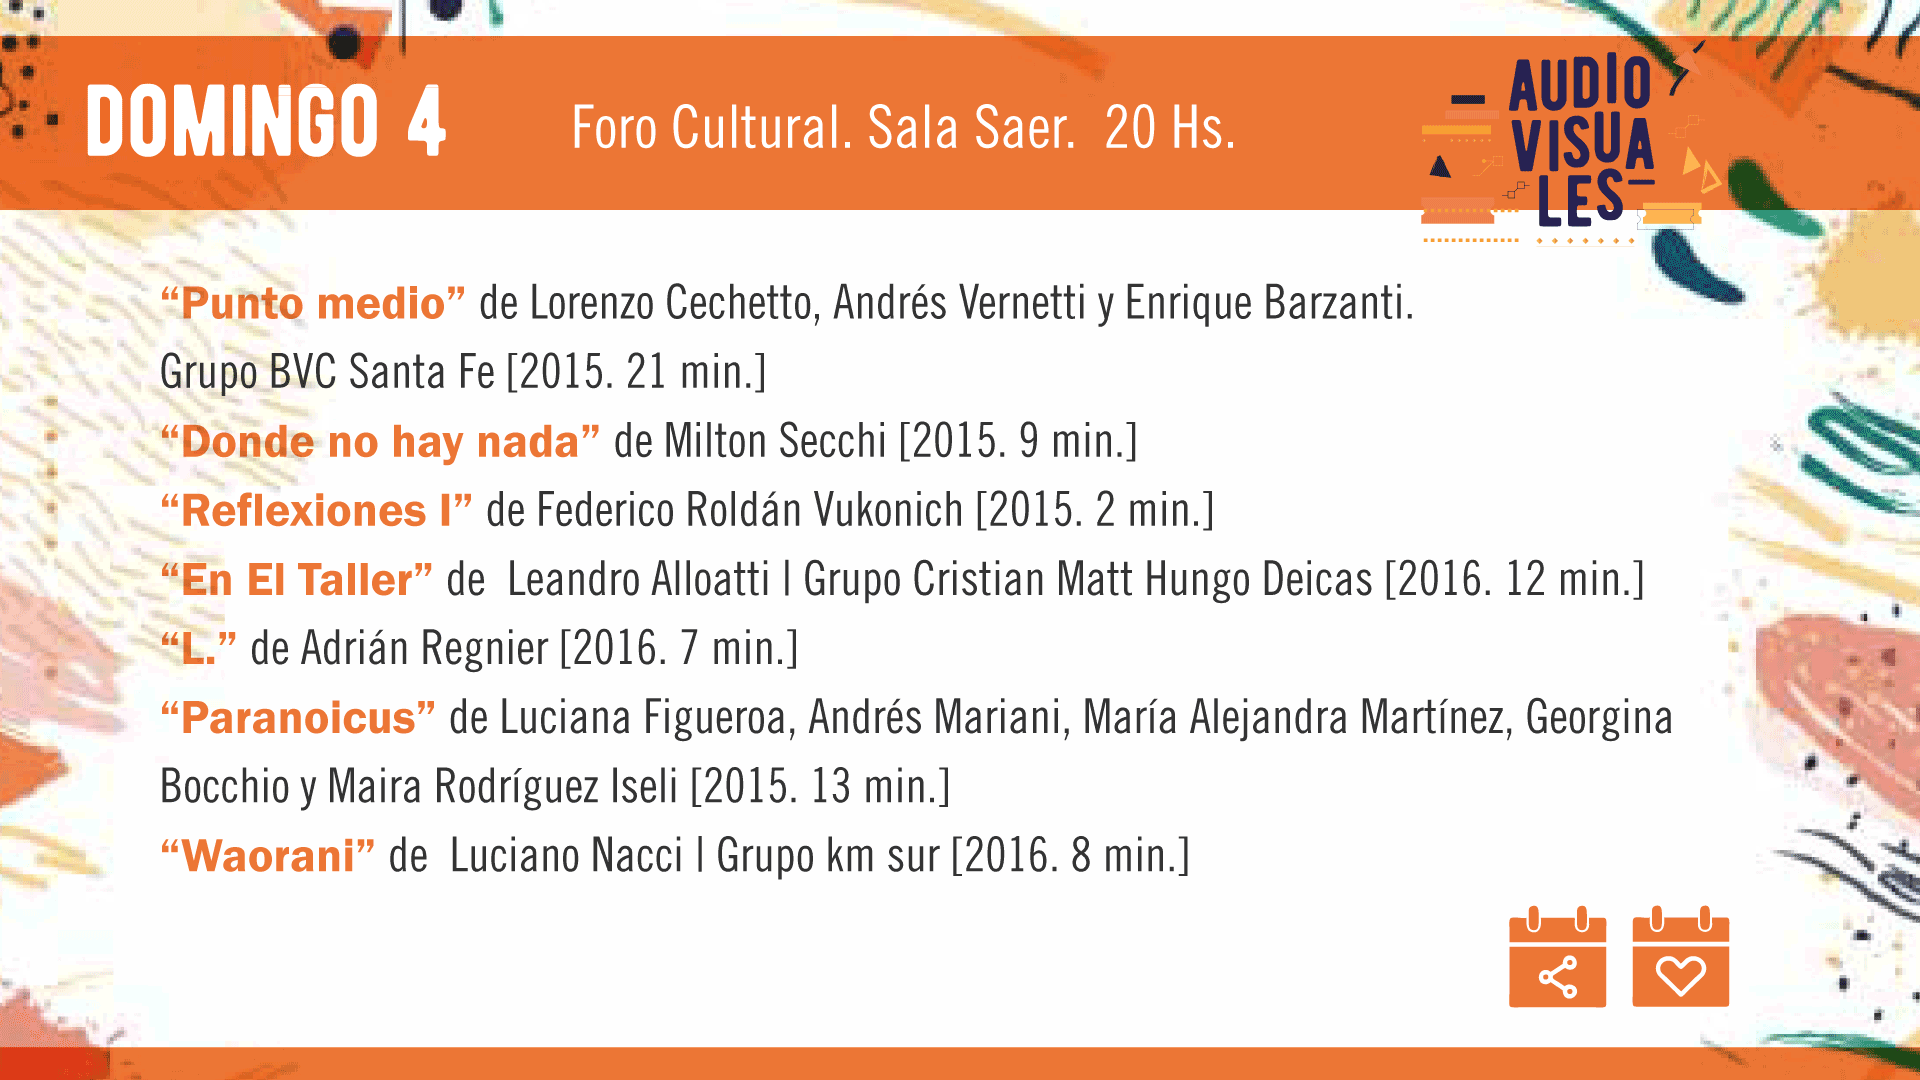 DOMINGO 4
Foro Cultural. Sala Saer. 20 Hs.
AUDIO
VISUA
LES
“Punto medio” de Lorenzo Cechetto, Andrés Vernetti y Enrique Barzanti.
Grupo BVC Santa Fe [2015. 21 min.]
“Donde no hay nada” de Milton Secchi [2015. 9 min.]
“Reflexiones I” de Federico Roldán Vukonich [2015. 2 min.]
“En El Taller” de Leandro Alloatti | Grupo Cristian Matt Hungo Deicas [2016. 12 min.]
“L.” de Adrián Regnier [2016. 7 min.]
“Paranoicus” de Luciana Figueroa, Andrés Mariani, María Alejandra Martínez, Georgina
Bocchio y Maira Rodríguez Iseli [2015. 13 min.]
“Waorani” de Luciano Nacci | Grupo km sur [2016. 8 min.]